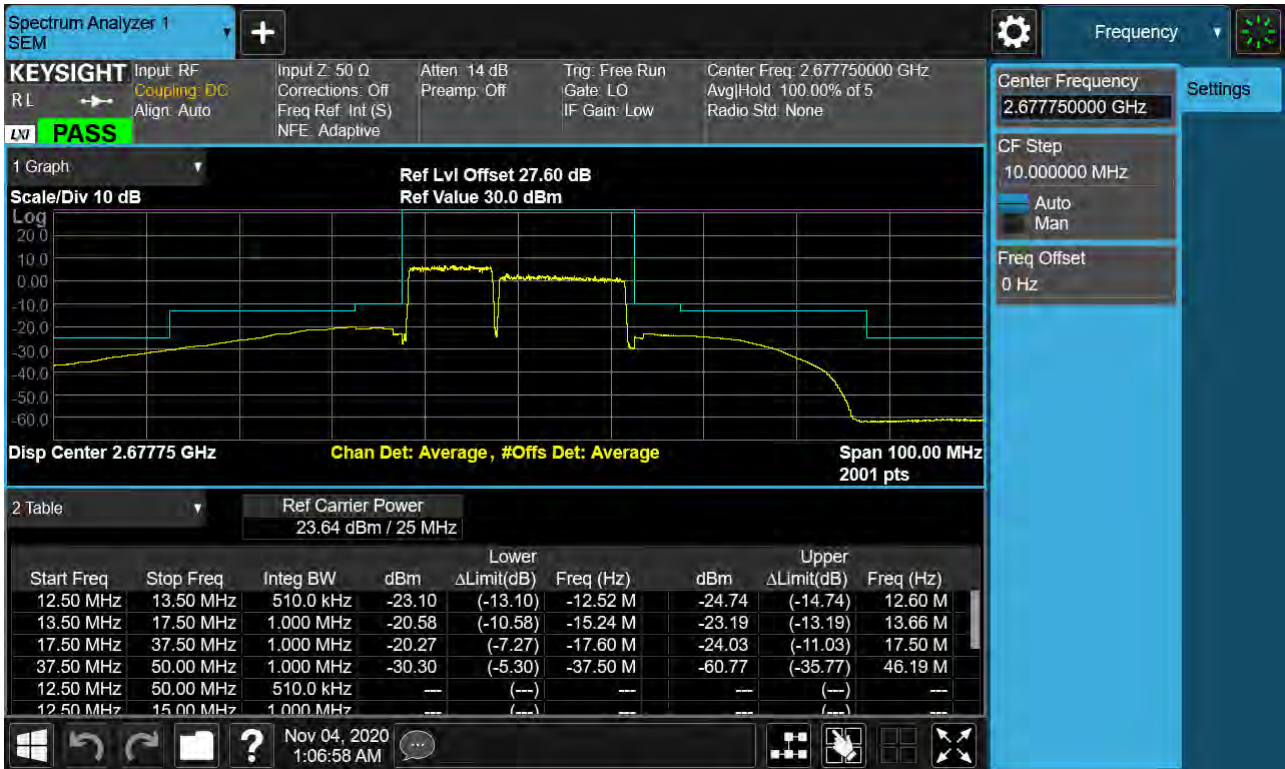 Spectrum Analyzer 1
SEM
Frequency
KEYSIGHT
RL
LXI
PASS
Input: RF
Coupling: DC
Align: Auto
Input Z: 50 Ω
Corrections: Off
Freq Ref: Int (S)
NFE: Adaptive
Atten: 14 dB
Preamp: Off
Trig: Free Run
Gate: LO
IF Gain: Low
Center Freq: 2.677750000 GHz
Avg|Hold: 100.00% of 5
Radio Std: None
Center Frequency
2.677750000 GHz
Settings
CF Step
10.000000 MHz
Auto
Man
Freq Offset
0 Hz
1 Graph
Ref Lvl Offset 27.60 dB
Scale/Div 10 dB
Ref Value 30.0 dBm
Log
20.0
10.0
0.00
-10.0
-20.0
-30.0
-40.0
-50.0
-60.0
Disp Center 2.67775 GHz
Chan Det: Average, #Offs Det: Average
Span 100.00 MHz
2001 pts
2 Table
Ref Carrier Power
23.64 dBm / 25 MHz
Lower Upper
Start Freq Stop Freq Integ BW dBm ΔLimit(dB) Freq (Hz) dBm ΔLimit(dB) Freq (Hz)
12.50 MHz 13.50 MHz 510.0 kHz -23.10 (-13.10) -12.52 M -24.74 (-14.74) 12.60 M
13.50 MHz 17.50 MHz 1.000 MHz -20.58 (-10.58) -15.24 M -23.19 (-13.19) 13.66 M
17.50 MHz 37.50 MHz 1.000 MHz -20.27 (-7.27) -17.60 M -24.03 (-11.03) 17.50 M
37.50 MHz 50.00 MHz 1.000 MHz -30.30 (-5.30) -37.50 M -60.77 (-35.77) 46.19 M
12.50 MHz 50.00 MHz 510.0 kHz --- (---) --- --- (---) ---
12.50 MHz 15.00 MHz 1.000 MHz --- (---) --- --- (---) ---
Nov 04, 2020
1:06:58 AM